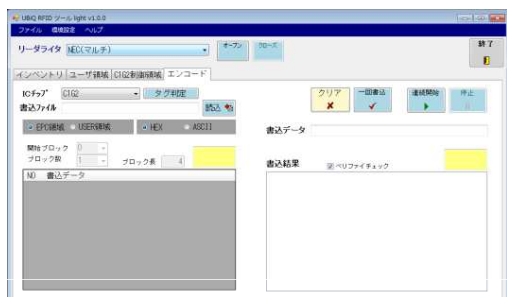 UBiQ RFID ツール light v1.0.0
ファイル 環境設定 ヘルプ
リーダライタ NEC(マルチ) オープン クローズ 終了
インベントリ ユーザ領域 C1G2制御領域 エンコード
ICチップ C1G2 タグ判定 クリア 一回書込 連続開始 停止
書込ファイル 読込
EPC領域 USER領域 HEX ASCII 書込データ
開始ブロック 0
ブロック数 1 ブロック長 4 書込結果 ベリファイチェック
NO 書込データ